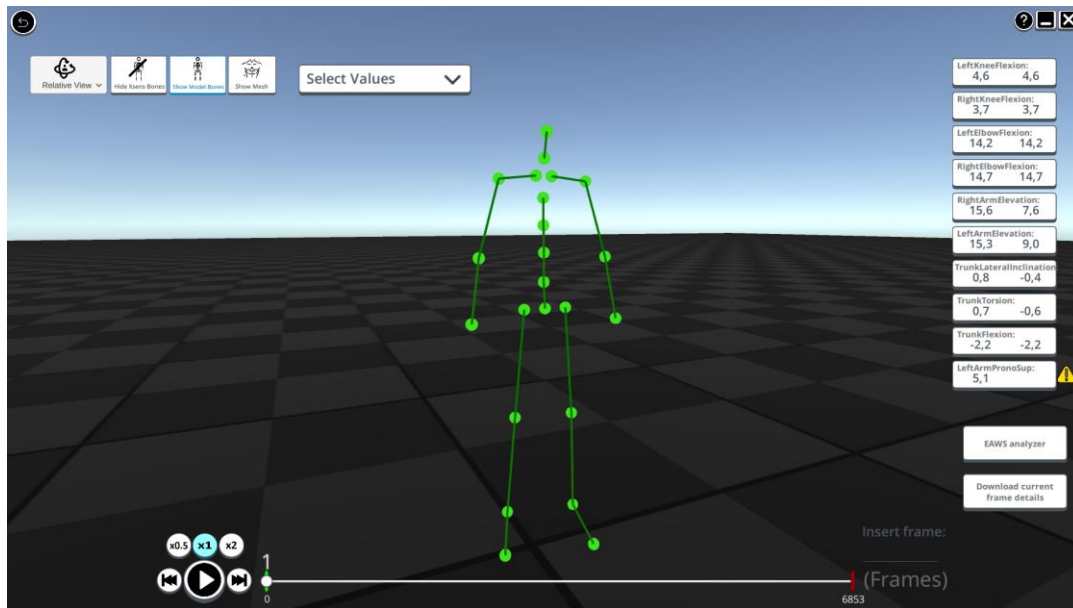 ?
Relative View
Hide Xsens Bones
Show Model Bones
Show Mesh
Select Values
LeftKneeFlexion:
4,6 4,6
RightKneeFlexion:
3,7 3,7
LeftElbowFlexion:
14,2 14,2
RightElbowFlexion:
14,7 14,7
RightArmElevation:
15,6 7,6
LeftArmElevation:
15,3 9,0
TrunkLateralInclination
0,8 -0,4
TrunkTorsion:
0,7 -0,6
TrunkFlexion:
-2,2 -2,2
LeftArmPronoSup:
5,1
EAWS analyzer
Download current
frame details
Insert frame:
x0.5 x1 x2
1
(Frames)
0
6853